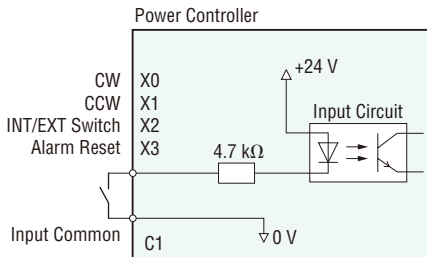 Power Controller
+24 V
CW X0
CCW X1
INT/EXT Switch X2
Alarm Reset X3
Input Circuit
4.7 kΩ
Input Common C1
0 V